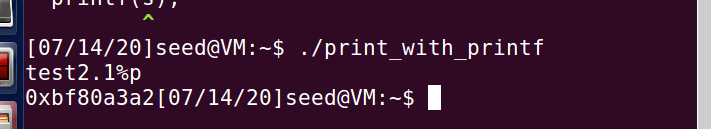 printf(s);
^
[07/14/20]seed@VM:~$ ./print_with_printf
test2.1%p
0xbf80a3a2[07/14/20]seed@VM:~$